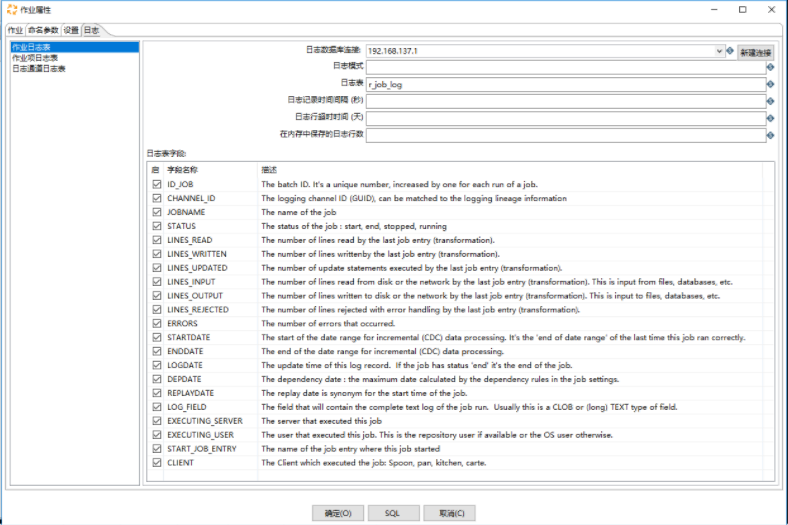 作业属性
作业 命名参数 设置 日志
作业日志表
作业项日志表
日志通道日志表
日志数据库连接: 192.168.137.1 新建连接
日志模式
日志表 r_job_log
日志记录时间间隔 (秒)
日志行超时时间 (天)
在内存中保存的日志行数
日志表字段:
启 字段名称 描述
ID_JOB The batch ID. It's a unique number, increased by one for each run of a job.
CHANNEL_ID The logging channel ID (GUID), can be matched to the logging lineage information
JOBNAME The name of the job
STATUS The status of the job : start, end, stopped, running
LINES_READ The number of lines read by the last job entry (transformation).
LINES_WRITTEN The number of lines writtenby the last job entry (transformation).
LINES_UPDATED The number of update statements executed by the last job entry (transformation).
LINES_INPUT The number of lines read from disk or the network by the last job entry (transformation). This is input from files, databases, etc.
LINES_OUTPUT The number of lines written to disk or the network by the last job entry (transformation). This is input to files, databases, etc.
LINES_REJECTED The number of lines rejected with error handling by the last job entry (transformation).
ERRORS The number of errors that occurred.
STARTDATE The start of the date range for incremental (CDC) data processing. It's the 'end of date range' of the last time this job ran correctly.
ENDDATE The end of the date range for incremental (CDC) data processing.
LOGDATE The update time of this log record. If the job has status 'end' it's the end of the job.
DEPDATE The dependency date : the maximum date calculated by the dependency rules in the job settings.
REPLAYDATE The replay date is synonym for the start time of the job.
LOG_FIELD The field that will contain the complete text log of the job run. Usually this is a CLOB or (long) TEXT type of field.
EXECUTING_SERVER The server that executed this job
EXECUTING_USER The user that executed this job. This is the repository user if available or the OS user otherwise.
START_JOB_ENTRY The name of the job entry where this job started
CLIENT The Client which executed the job: Spoon, pan, kitchen, carte.
确定(O) SQL 取消(C)